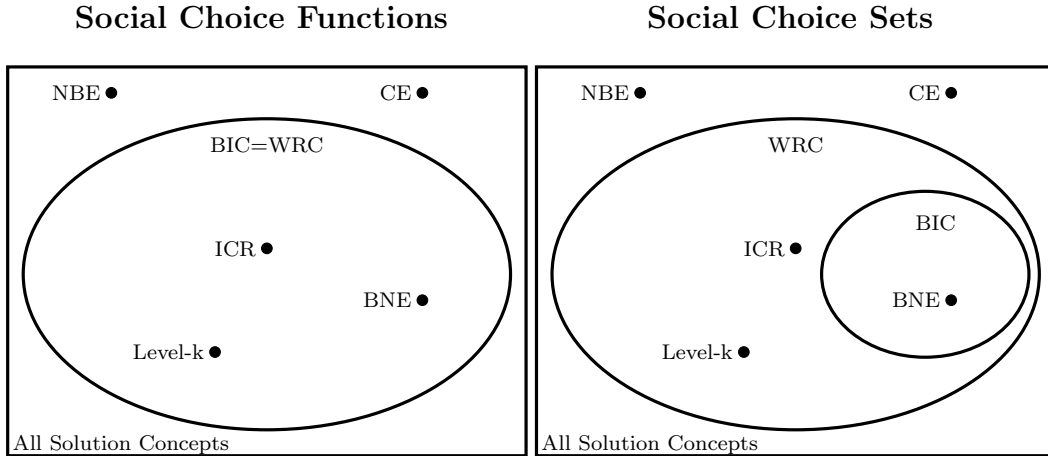 Social Choice Functions
NBE
CE
BIC=WRC
ICR
BNE
Level-k
All Solution Concepts
Social Choice Sets
NBE
CE
WRC
BIC
ICR
BNE
Level-k
All Solution Concepts